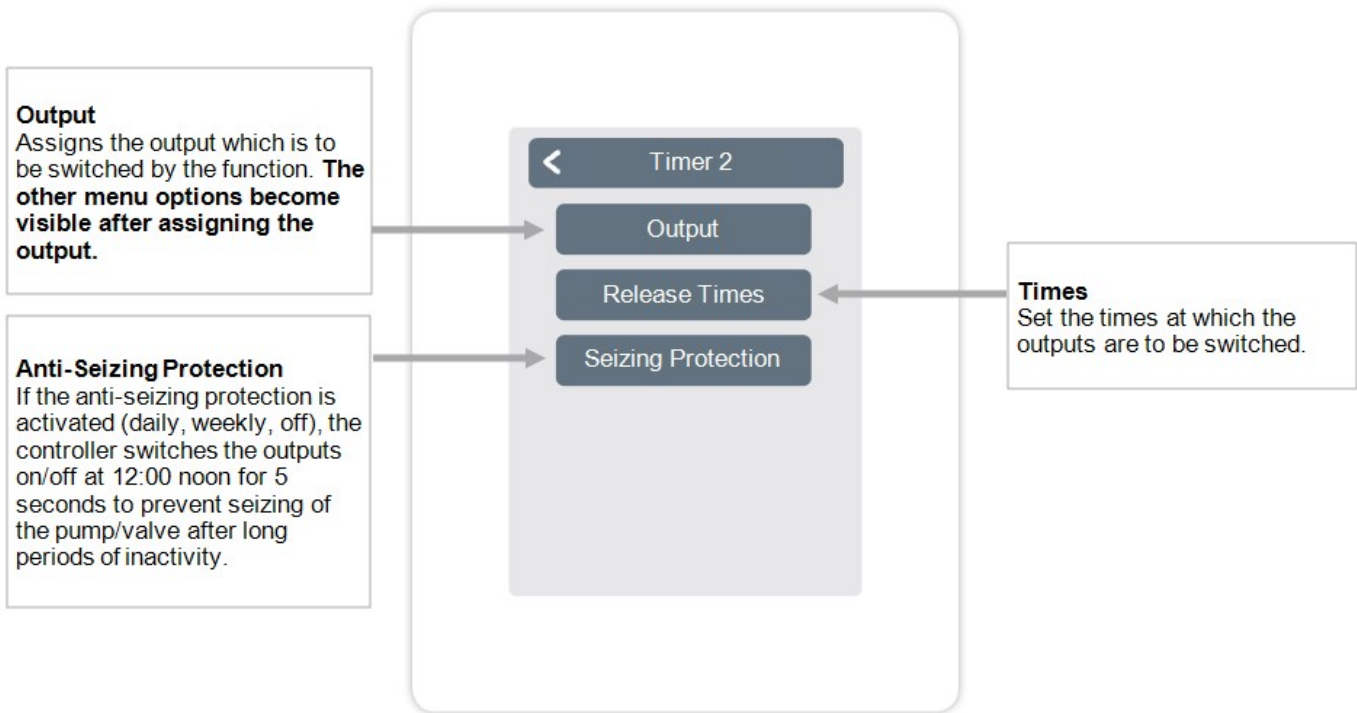 Output
Assigns the output which is to
be switched by the function. The
other menu options become
visible after assigning the
output.
Anti-Seizing Protection
If the anti-seizing protection is
activated (daily, weekly, off), the
controller switches the outputs
on/off at 12:00 noon for 5
seconds to prevent seizing of
the pump/valve after long
periods of inactivity.
Timer 2
Output
Release Times
Seizing Protection
Times
Set the times at which the
outputs are to be switched.